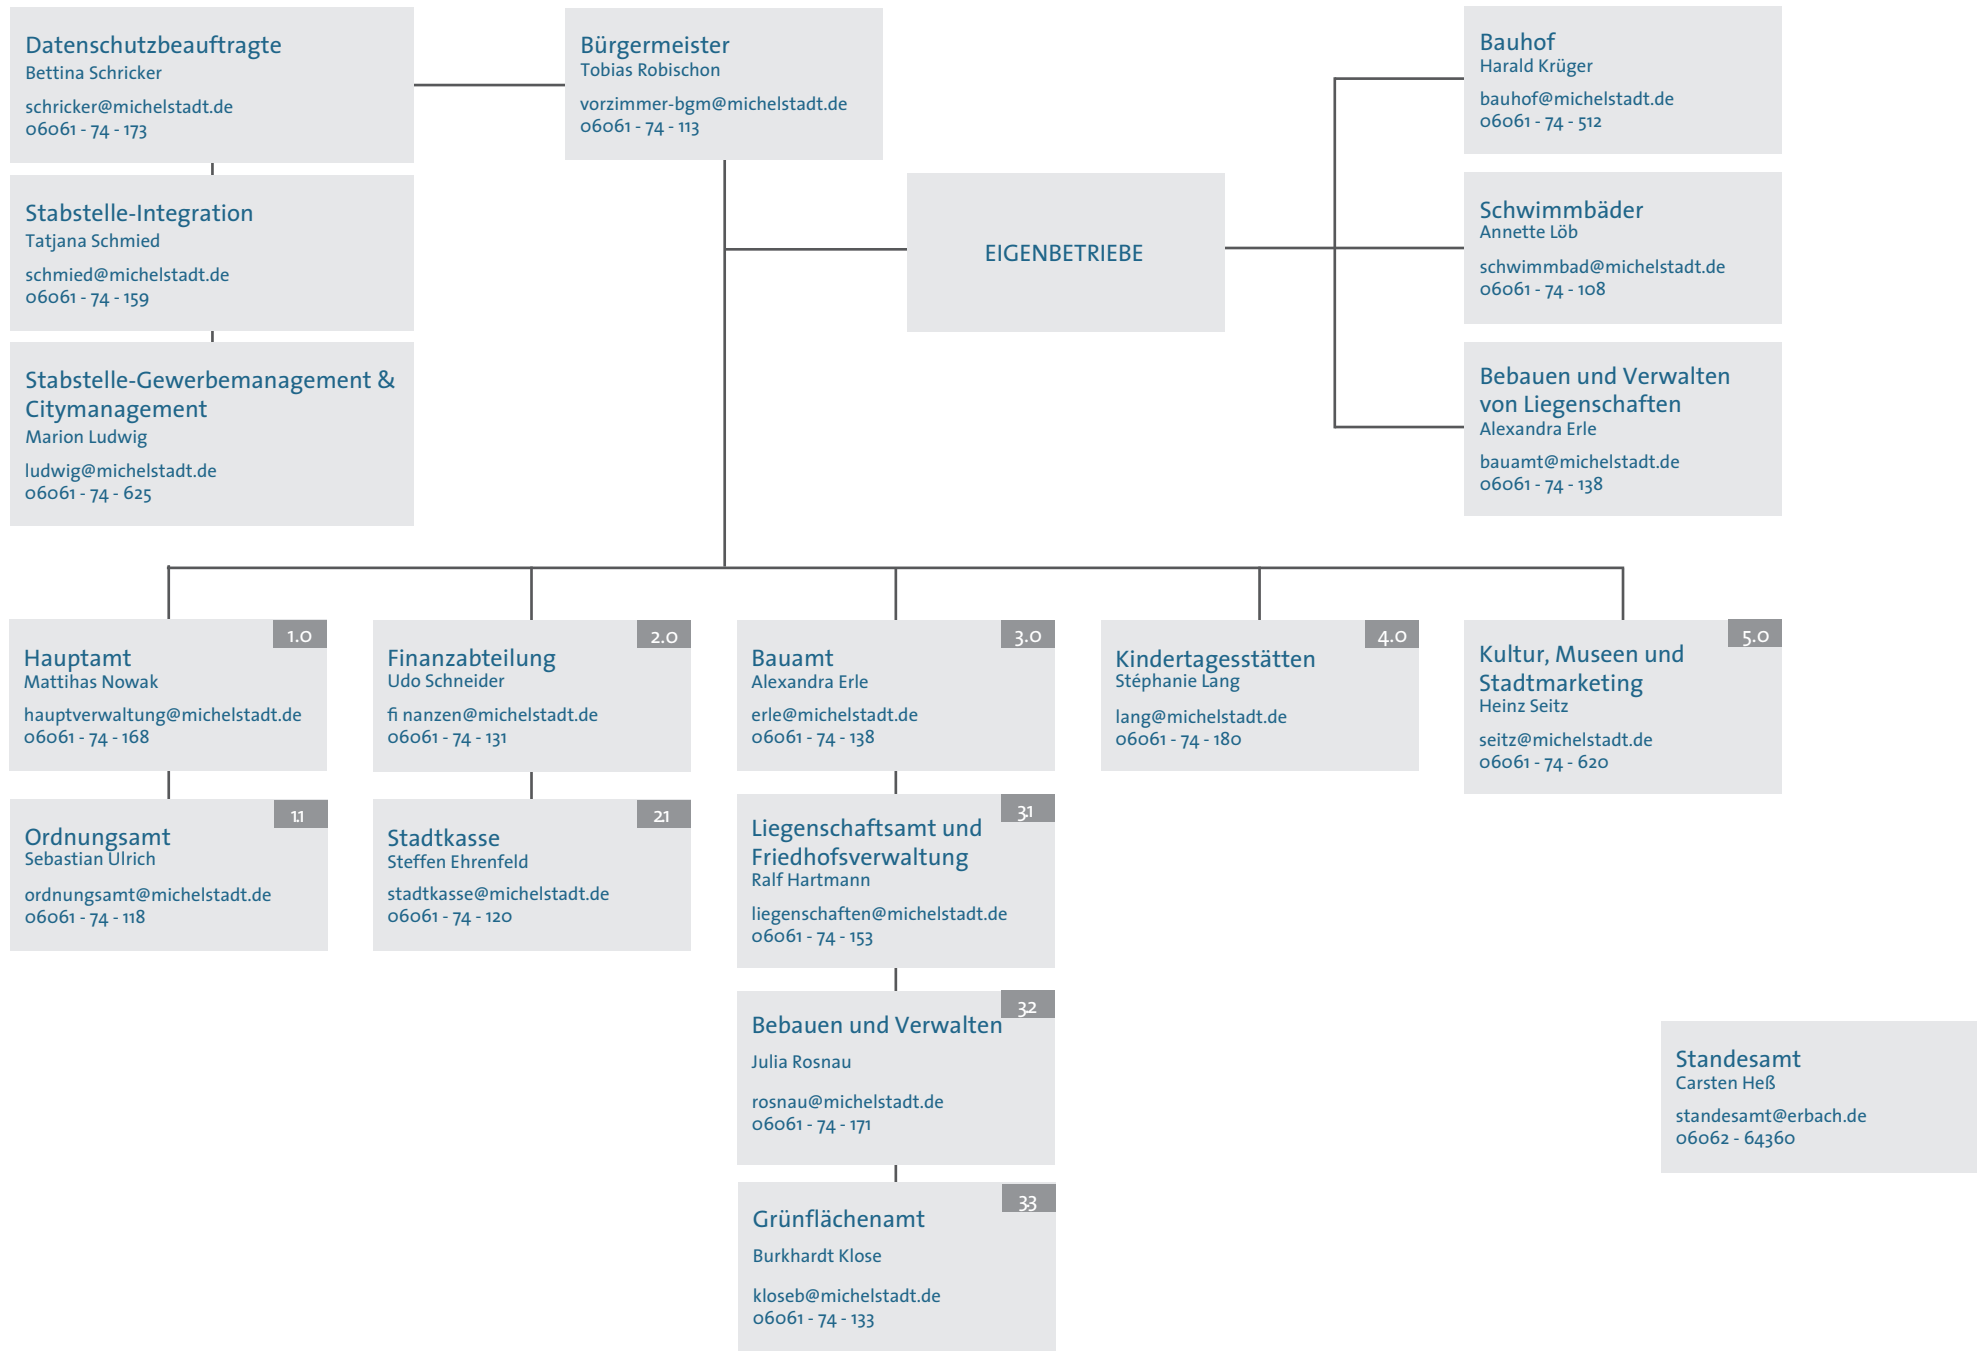 Datenschutzbeauftragte
Bettina Schricker
schricker@michelstadt.de
06061 - 74 - 173
Stabstelle-Integration
Tatjana Schmied
schmied@michelstadt.de
06061 - 74 - 159
Stabstelle-Gewerbemanagement &
Citymanagement
Marion Ludwig
ludwig@michelstadt.de
06061 - 74 - 625
Bürgermeister
Tobias Robischon
vorzimmer-bgm@michelstadt.de
06061 - 74 - 113
EIGENBETRIEBE
Bauhof
Harald Krüger
bauhof@michelstadt.de
06061 - 74 - 512
Schwimmbäder
Annette Löb
schwimmbad@michelstadt.de
06061 - 74 - 108
Bebauen und Verwalten
von Liegenschaften
Alexandra Erle
bauamt@michelstadt.de
06061 - 74 - 138
1.0
Hauptamt
Mattihas Nowak
hauptverwaltung@michelstadt.de
06061 - 74 - 168
1.1
Ordnungsamt
Sebastian Ulrich
ordnungsamt@michelstadt.de
06061 - 74 - 118
2.0
Finanzabteilung
Udo Schneider
fi nanzen@michelstadt.de
06061 - 74 - 131
2.1
Stadtkasse
Steffen Ehrenfeld
stadtkasse@michelstadt.de
06061 - 74 - 120
3.0
Bauamt
Alexandra Erle
erle@michelstadt.de
06061 - 74 - 138
3.1
Liegenschaftsamt und
Friedhofsverwaltung
Ralf Hartmann
liegenschaften@michelstadt.de
06061 - 74 - 153
3.2
Bebauen und Verwalten
Julia Rosnau
rosnau@michelstadt.de
06061 - 74 - 171
3.3
Grünflächenamt
Burkhardt Klose
kloseb@michelstadt.de
06061 - 74 - 133
4.0
Kindertagesstätten
Stéphanie Lang
lang@michelstadt.de
06061 - 74 - 180
5.0
Kultur, Museen und
Stadtmarketing
Heinz Seitz
seitz@michelstadt.de
06061 - 74 - 620
Standesamt
Carsten Heß
standesamt@erbach.de
06062 - 64360